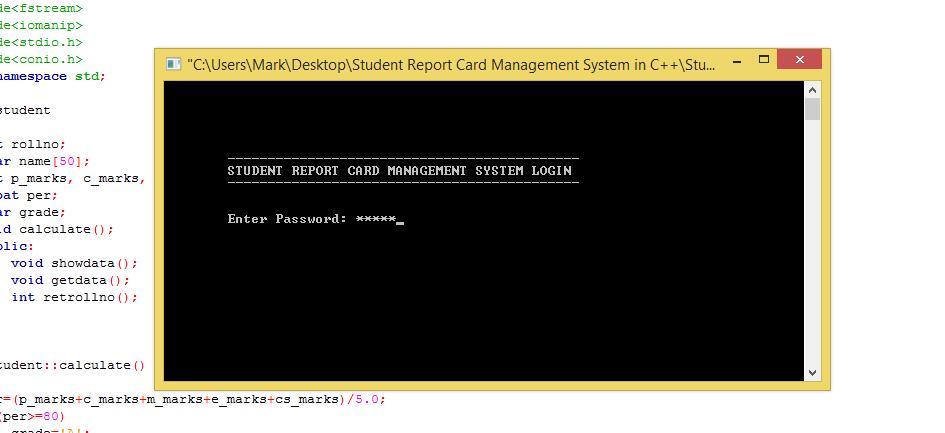 de<fstream>
de<iomanip>
de<stdio.h>
de<conio.h>
namespace std;
student
t rollno;
ar name[50];
t p_marks, c_marks,
oat per;
ar grade;
id calculate();
blic:
void showdata();
void getdata();
int retrollno();
tudent::calculate()
r=(p_marks+c_marks+m_marks+e_marks+cs_marks)/5.0;
(per>=80)
"C:\Users\Mark\Desktop\Student Report Card Management System in C++\Stu...
STUDENT REPORT CARD MANAGEMENT SYSTEM LOGIN
Enter Password: *****_